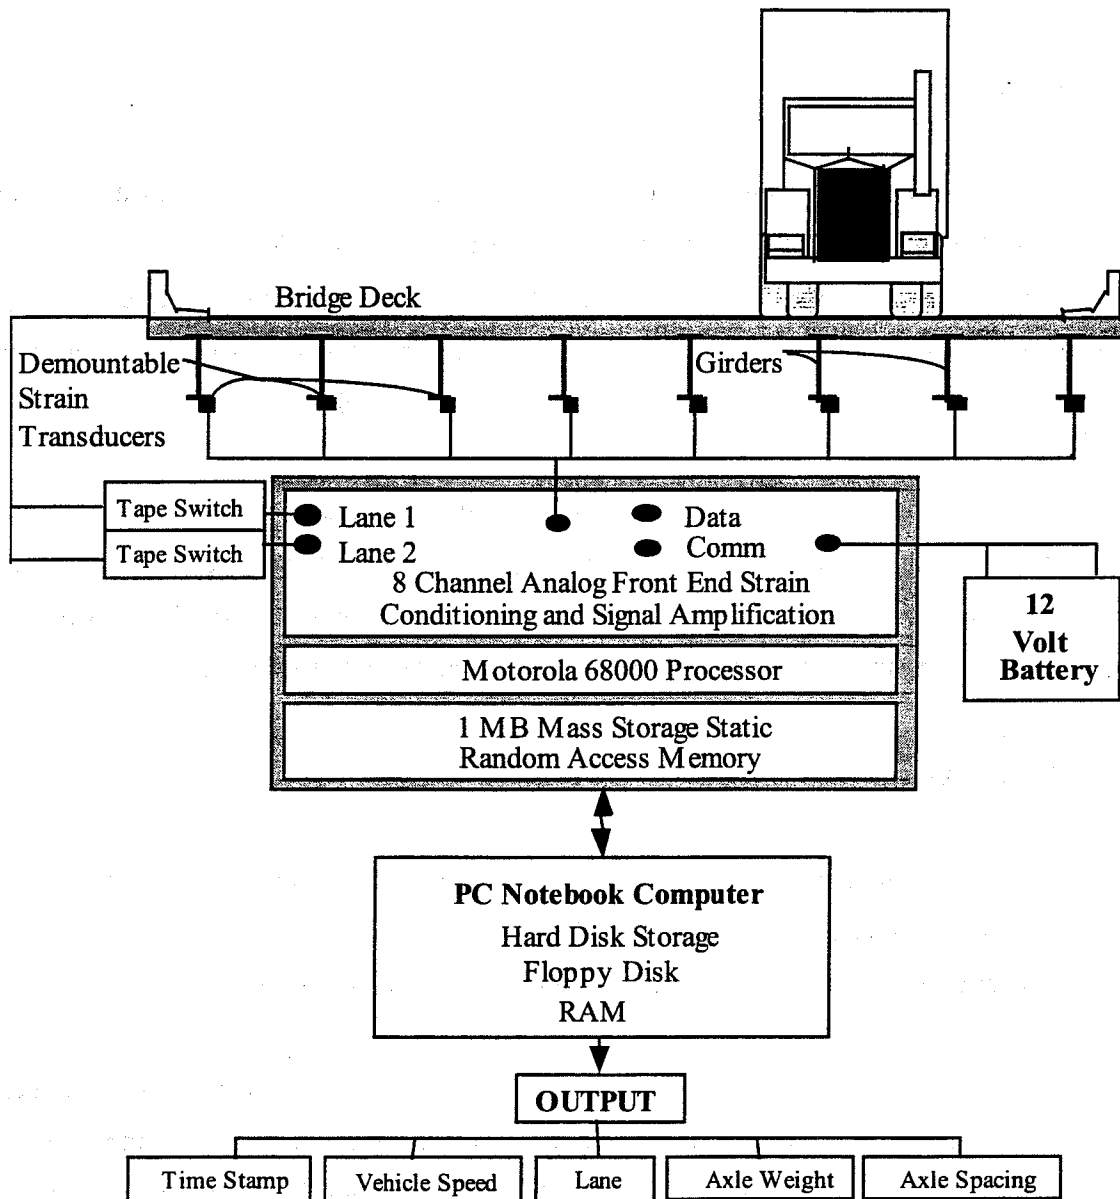 Bridge Deck
Demountable
Strain
Transducers
Girders
Tape Switch
Tape Switch
Lane 1
Lane 2
Data
Comm
8 Channel Analog Front End Strain
Conditioning and Signal Amplification
12
Volt
Battery
Motorola 68000 Processor
1 MB Mass Storage Static
Random Access Memory
PC Notebook Computer
Hard Disk Storage
Floppy Disk
RAM
OUTPUT
Time Stamp
Vehicle Speed
Lane
Axle Weight
Axle Spacing